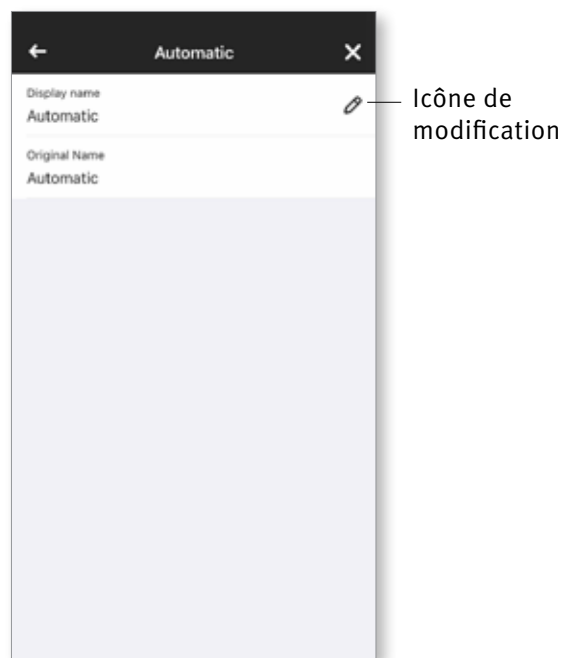 Automatic
Display name
Automatic
Original Name
Automatic
Icône de
modification